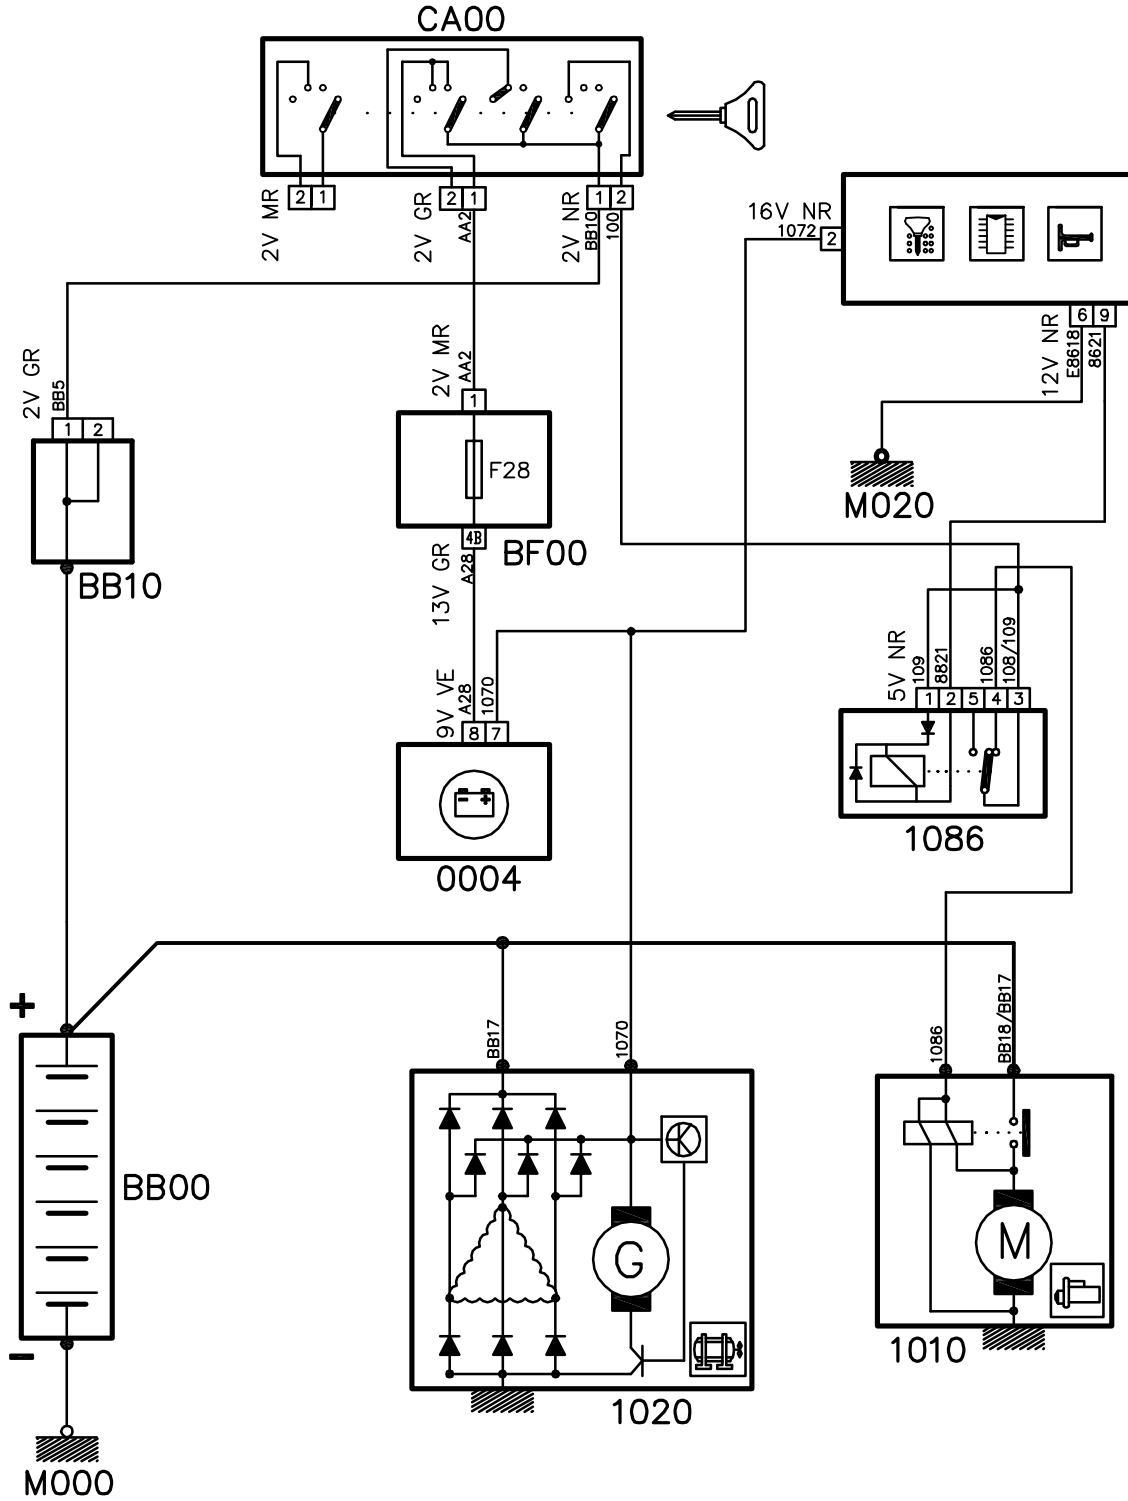 CA00
2 1
2 1
1 2
2V MR
2V GR
AA2
2V NR
BB10
100
16V NR
1072
2
6 9
12V NR
E8618
8621
M020
2V GR
BB5
1 2
BB10
2V MR
AA2
1
F28
4B
BF00
13V GR
A28
9V VE
A28
1070
8 7
0004
5V NR
109
8821
1086
108/109
1 2 5 4 3
1086
+
BB00
-
M000
BB17
1070
G
1020
1086
BB18/BB17
M
1010